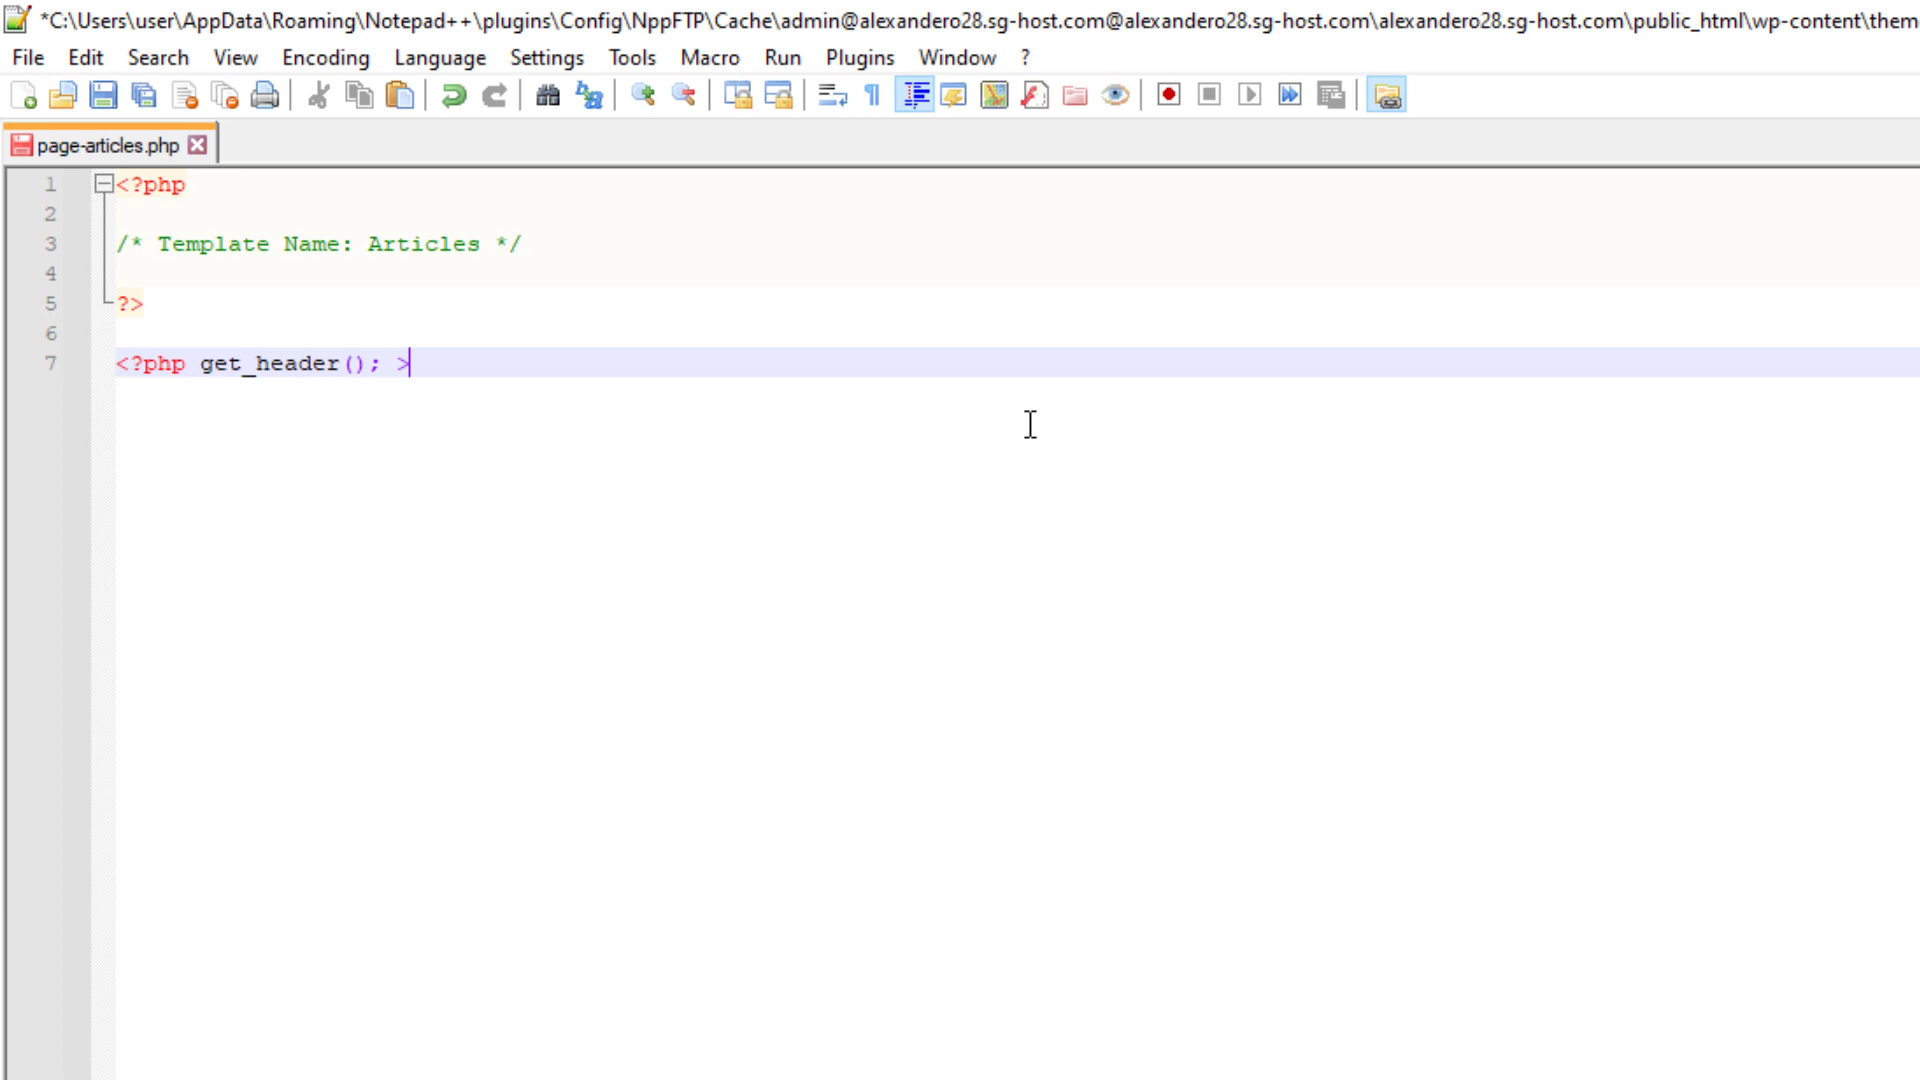 *C:\Users\user\AppData\Roaming\Notepad++\plugins\Config\NppFTP\Cache\admin@alexandero28.sg-host.com@alexandero28.sg-host.com\alexandero28.sg-host.com\public_html\wp-content\them
File Edit Search View Encoding Language Settings Tools Macro Run Plugins Window ?
page-articles.php
1 <?php
2
3 /* Template Name: Articles */
4
5 ?>
6
7 <?php get_header(); >